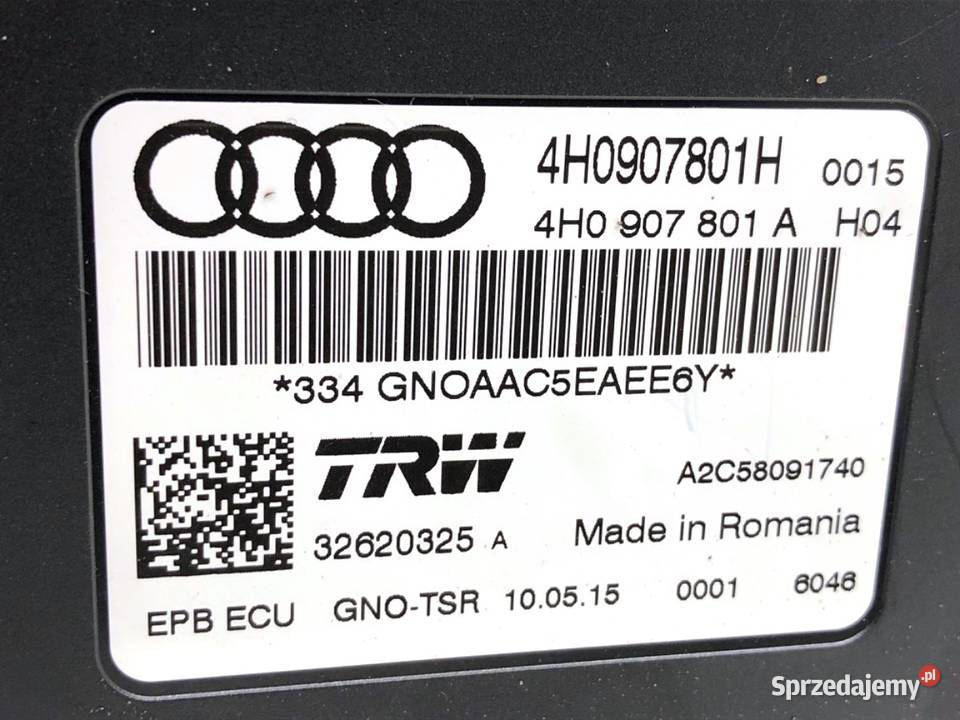 4H0907801H 0015
4H0 907 801 A H04
*334 GNOAAC5EAEE6Y*
TRW
A2C58091740
32620325 A Made in Romania
EPB ECU GNO-TSR 10.05.15 0001 6046
Sprzedajemy.pl